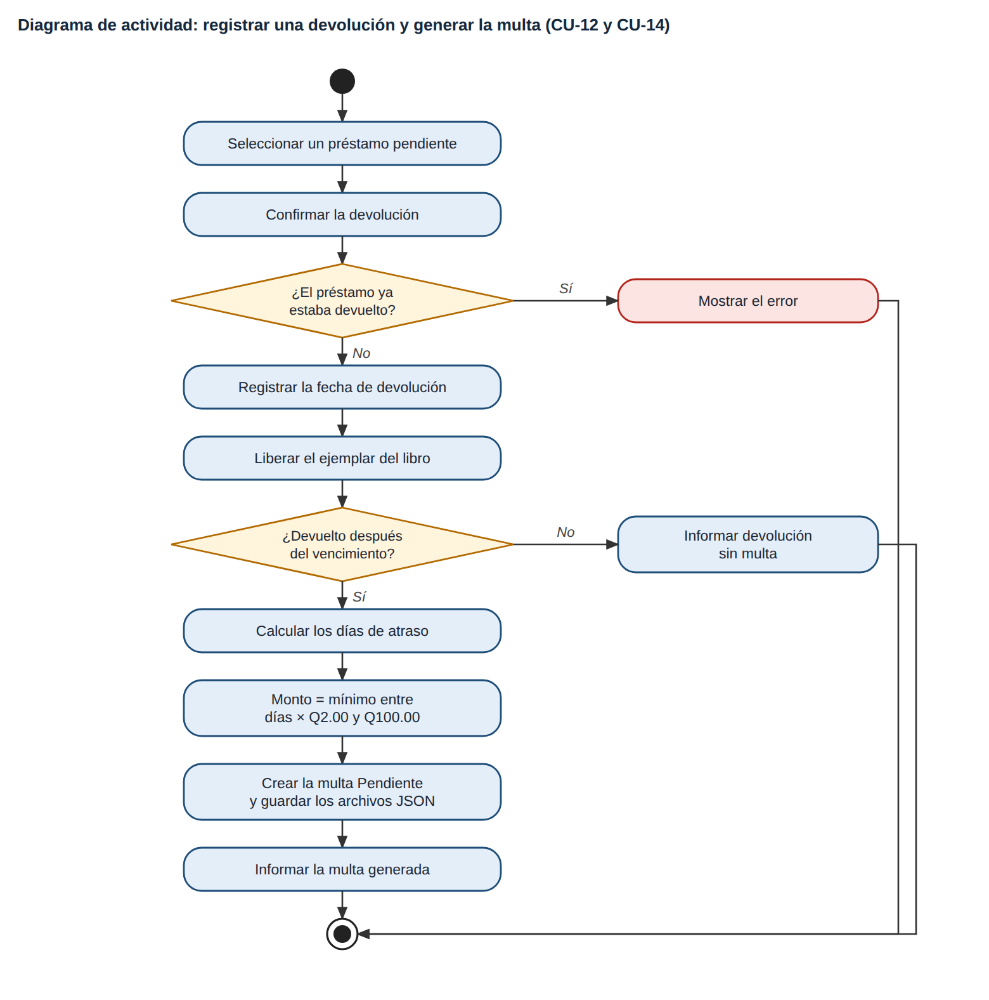 Diagrama de actividad: registrar una devolución y generar la multa (CU-12 y CU-14)
Seleccionar un préstamo pendiente
Confirmar la devolución
¿El préstamo ya
estaba devuelto?
Sí
Mostrar el error
No
Registrar la fecha de devolución
Liberar el ejemplar del libro
¿Devuelto después
del vencimiento?
No
Informar devolución
sin multa
Sí
Calcular los días de atraso
Monto = mínimo entre
días × Q2.00 y Q100.00
Crear la multa Pendiente
y guardar los archivos JSON
Informar la multa generada